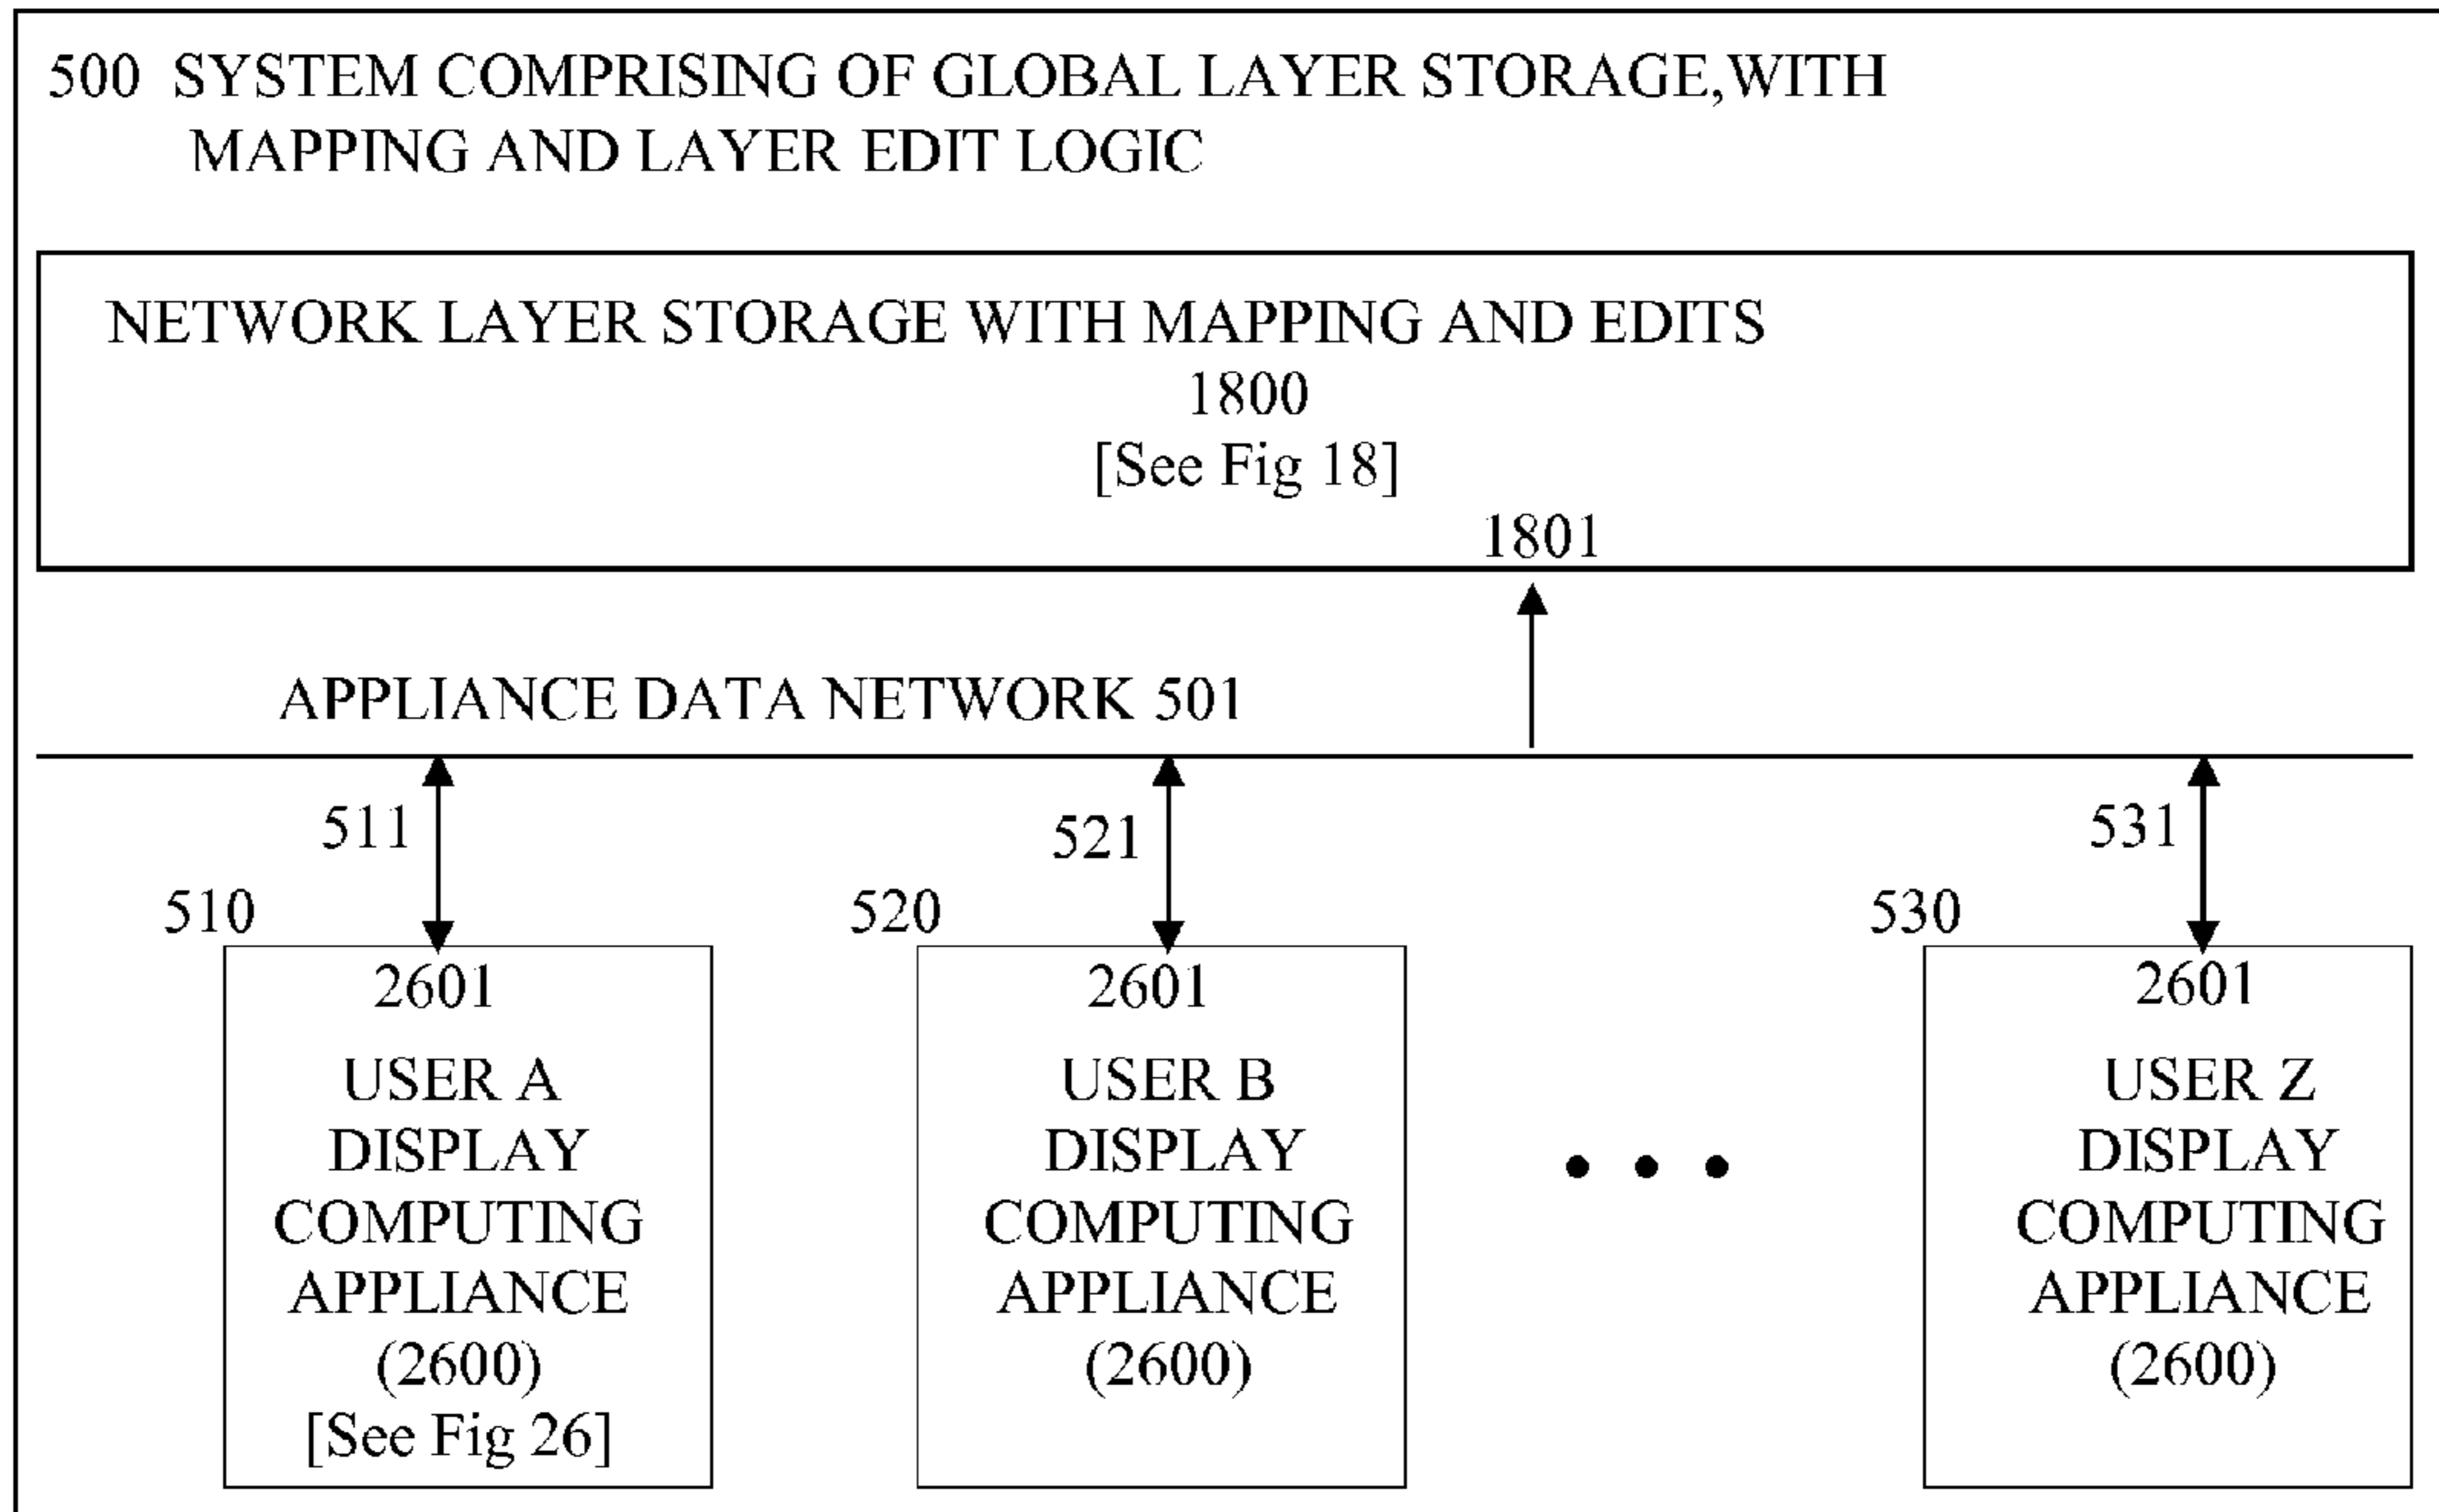 500 SYSTEM COMPRISING OF GLOBAL LAYER STORAGE,WITH
MAPPING AND LAYER EDIT LOGIC
NETWORK LAYER STORAGE WITH MAPPING AND EDITS
1800
[See Fig 18]
1801
APPLIANCE DATA NETWORK 501
511
521
531
510
520
530
2601
USER A
DISPLAY
COMPUTING
APPLIANCE
(2600)
[See Fig 26]
2601
USER B
DISPLAY
COMPUTING
APPLIANCE
(2600)
• • •
2601
USER Z
DISPLAY
COMPUTING
APPLIANCE
(2600)